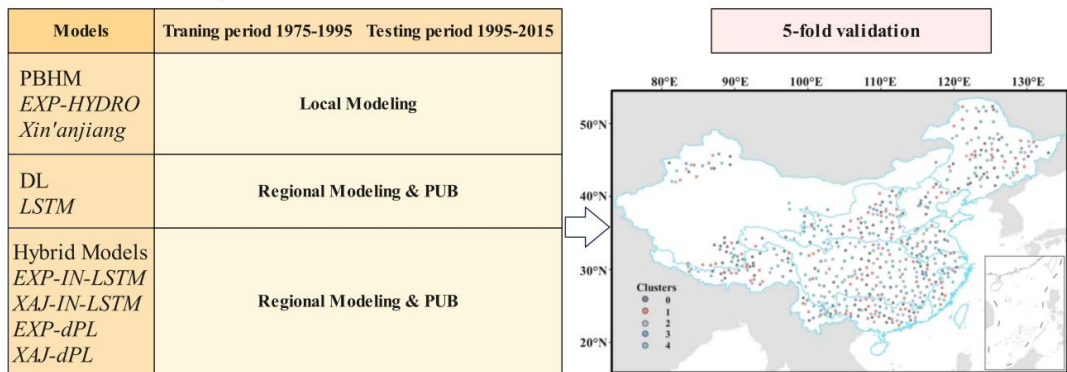 Models
Traning period 1975-1995 Testing period 1995-2015
PBHM
EXP-HYDRO
Xin'anjiang
Local Modeling
DL
LSTM
Regional Modeling & PUB
Hybrid Models
EXP-IN-LSTM
XAJ-IN-LSTM
EXP-dPL
XAJ-dPL
Regional Modeling & PUB
5-fold validation
80°E 90°E 100°E 110°E 120°E 130°E
50°N
40°N
30°N
20°N
Clusters
0
1
2
3
4